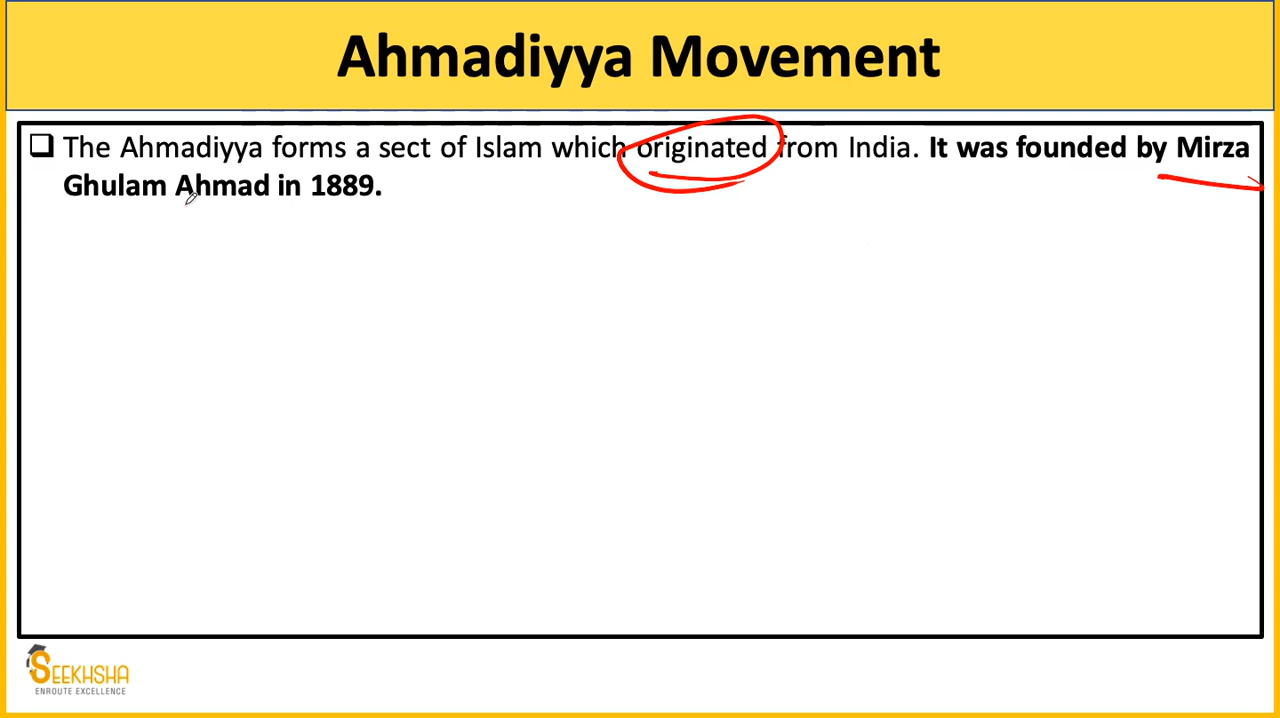 Ahmadiyya Movement
❑ The Ahmadiyya forms a sect of Islam which originated from India. It was founded by Mirza
Ghulam Ahmad in 1889.
SEEKHSHA
ENROUTE EXCELLENCE